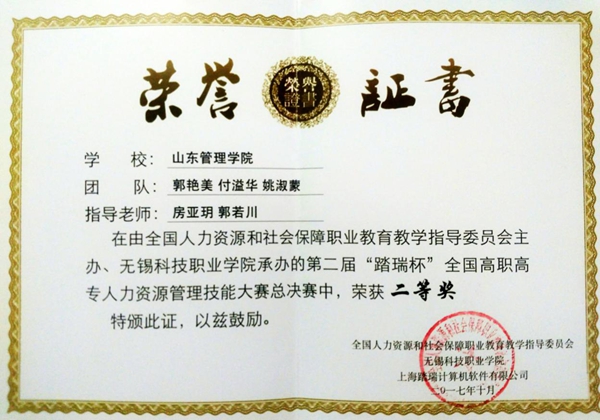 荣誉 榮興證書 証書
学 校: 山东管理学院
团 队: 郭艳美 付溢华 姚淑蒙
指导老师: 房亚玥 郭若川
在由全国人力资源和社会保障职业教育教学指导委员会主
办、无锡科技职业学院承办的第二届“踏瑞杯”全国高职高
专人力资源管理技能大赛总决赛中，荣获 二等奖
特颁此证，以兹鼓励。
全国人力资源和社会保障职业教育教学指导委员会
无锡科技职业学院
上海踏瑞计算机软件有限公司
二〇一七年十月